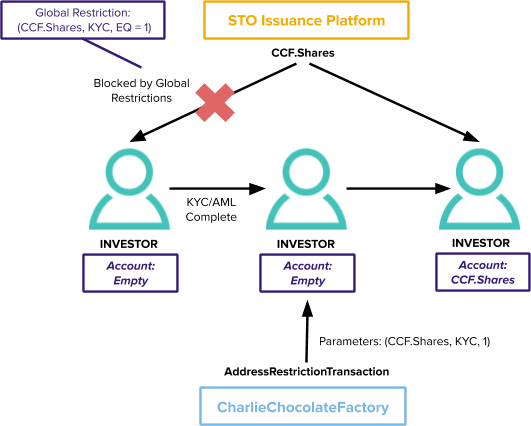 Global Restriction:
(CCF.Shares, KYC, EQ = 1)
STO Issuance Platform
CCF.Shares
Blocked by Global
Restrictions
KYC/AML
Complete
INVESTOR
Account:
Empty
INVESTOR
Account:
Empty
INVESTOR
Account:
CCF.Shares
Parameters: (CCF.Shares, KYC, 1)
AddressRestrictionTransaction
CharlieChocolateFactory